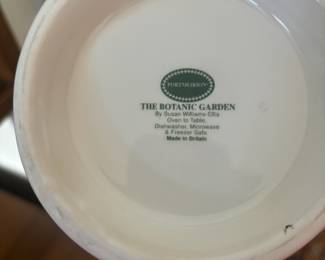 PORTMEIRION
THE BOTANIC GARDEN
By Susan Williams-Ellis
Oven to Table,
Dishwasher, Microwave
& Freezer Safe.
Made in Britain